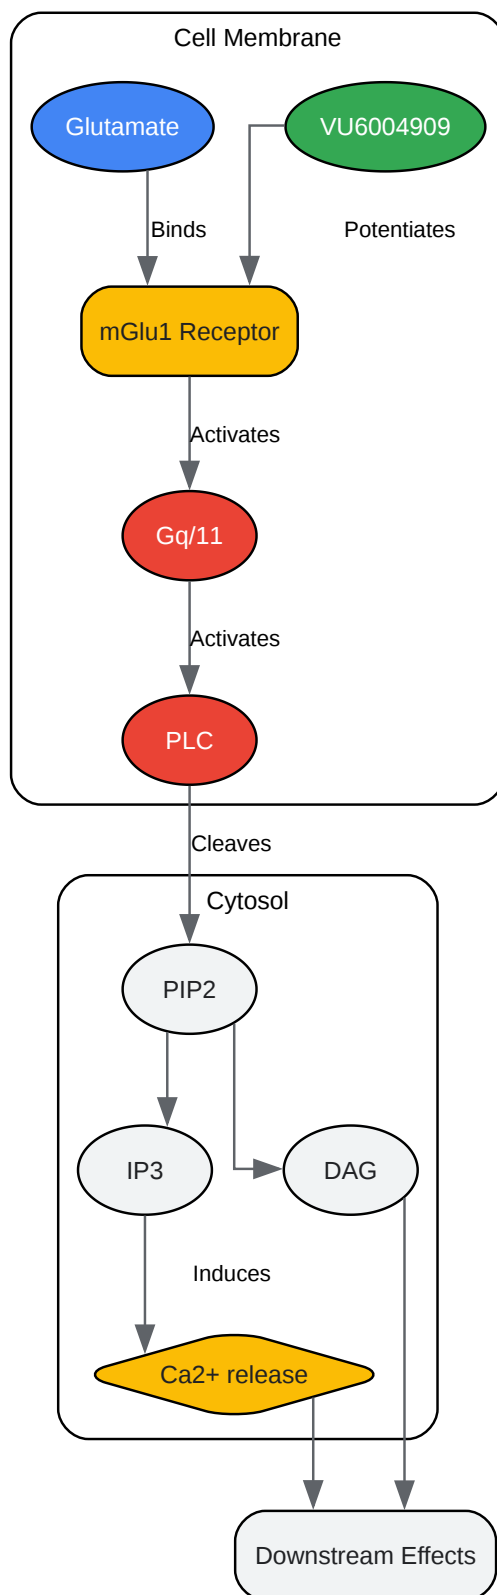 Cell Membrane
Glutamate
VU6004909
Binds
Potentiates
mGlu1 Receptor
Activates
Gq/11
Activates
PLC
Cleaves
Cytosol
PIP2
IP3
DAG
Induces
Ca2+ release
Downstream Effects